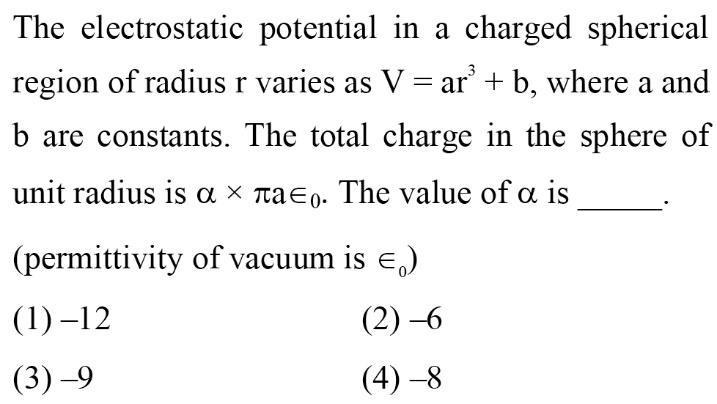 The electrostatic potential in a charged spherical
region of radius r varies as V = ar³ + b, where a and
b are constants. The total charge in the sphere of
unit radius is α × πa∈₀. The value of α is _____.
(permittivity of vacuum is ∈₀)
(1) –12 (2) –6
(3) –9 (4) –8